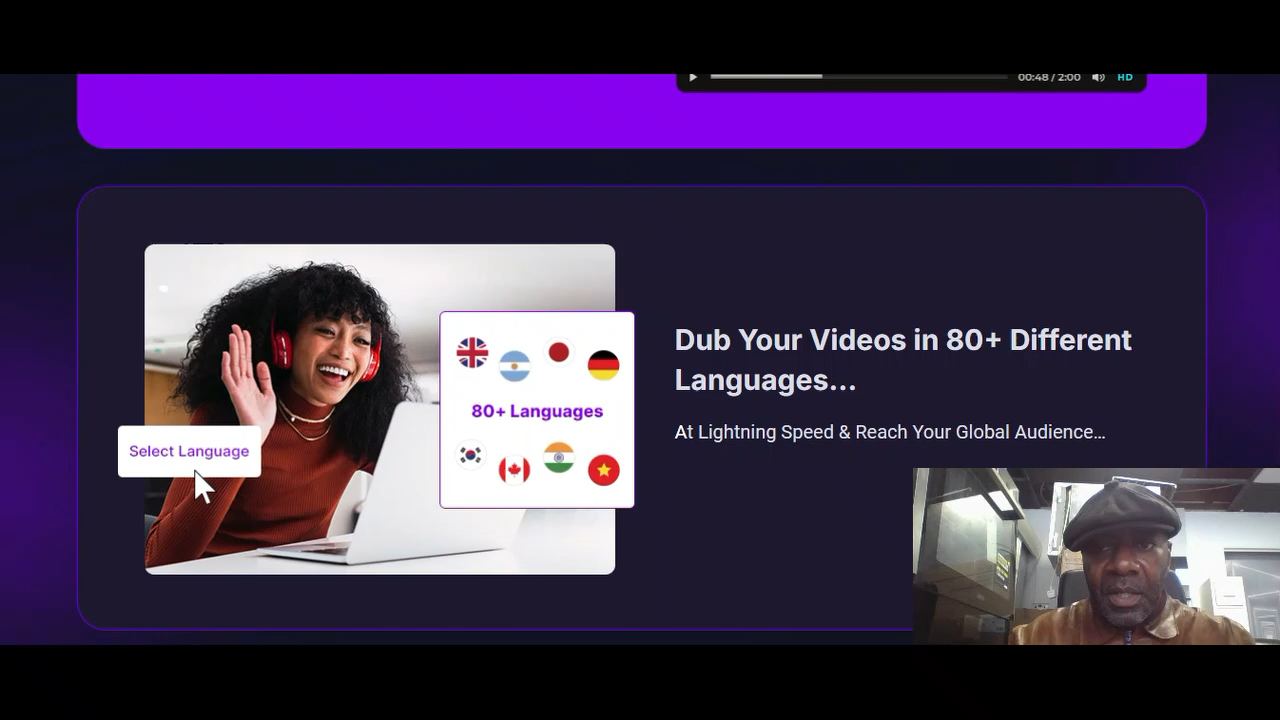 00:48 / 2:00 HD
80+ Languages
Select Language
Dub Your Videos in 80+ Different
Languages...
At Lightning Speed & Reach Your Global Audience...